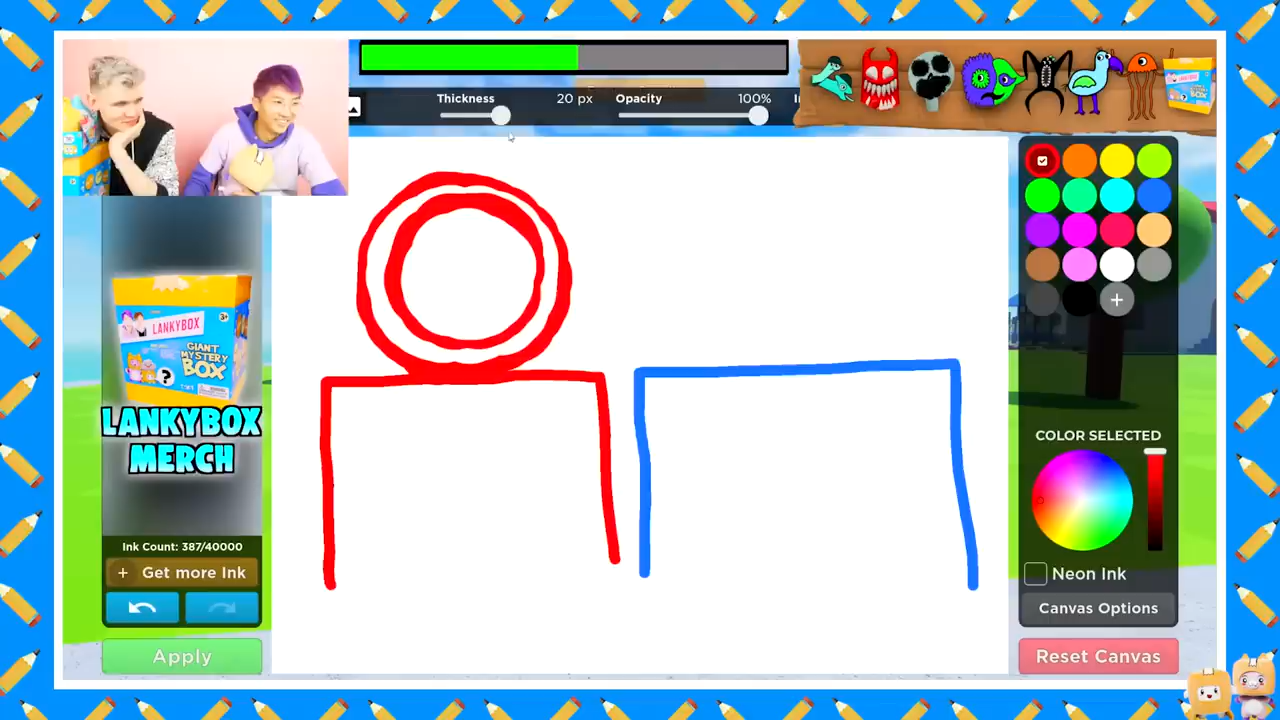 Thickness 20 px Opacity 100% I
LANKYBOX
3+
GIANT
MYSTERY
BOX
?
LANKYBOX
MERCH
Ink Count: 387/40000
+ Get more Ink
Apply
+
COLOR SELECTED
Neon Ink
Canvas Options
Reset Canvas